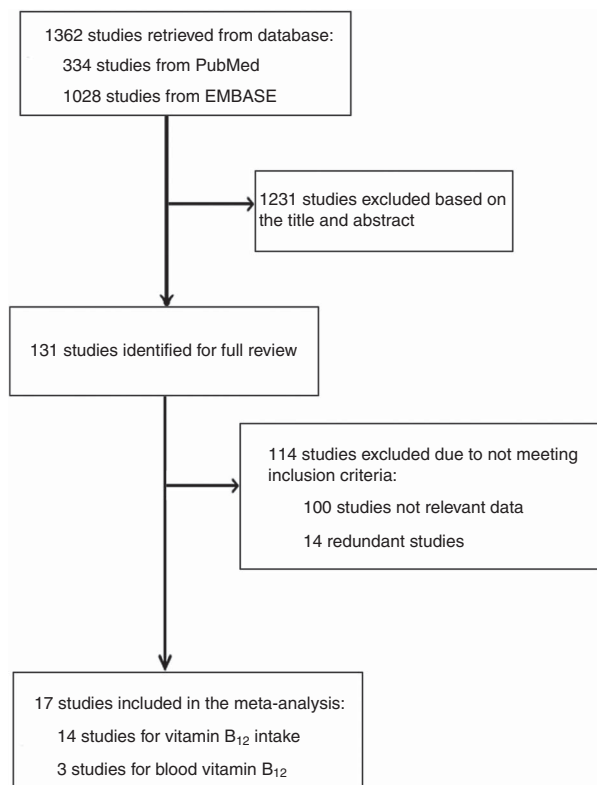 1362 studies retrieved from database:
334 studies from PubMed
1028 studies from EMBASE
1231 studies excluded based on
the title and abstract
131 studies identified for full review
114 studies excluded due to not meeting
inclusion criteria:
100 studies not relevant data
14 redundant studies
17 studies included in the meta-analysis:
14 studies for vitamin B₁₂ intake
3 studies for blood vitamin B₁₂